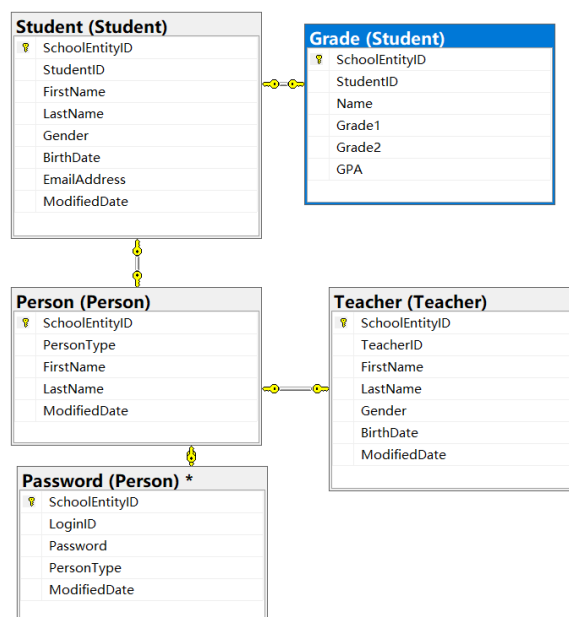 Student (Student)
SchoolEntityID
StudentID
FirstName
LastName
Gender
BirthDate
EmailAddress
ModifiedDate
Grade (Student)
SchoolEntityID
StudentID
Name
Grade1
Grade2
GPA
Person (Person)
SchoolEntityID
PersonType
FirstName
LastName
ModifiedDate
Teacher (Teacher)
SchoolEntityID
TeacherID
FirstName
LastName
Gender
BirthDate
ModifiedDate
Password (Person) *
SchoolEntityID
LoginID
Password
PersonType
ModifiedDate